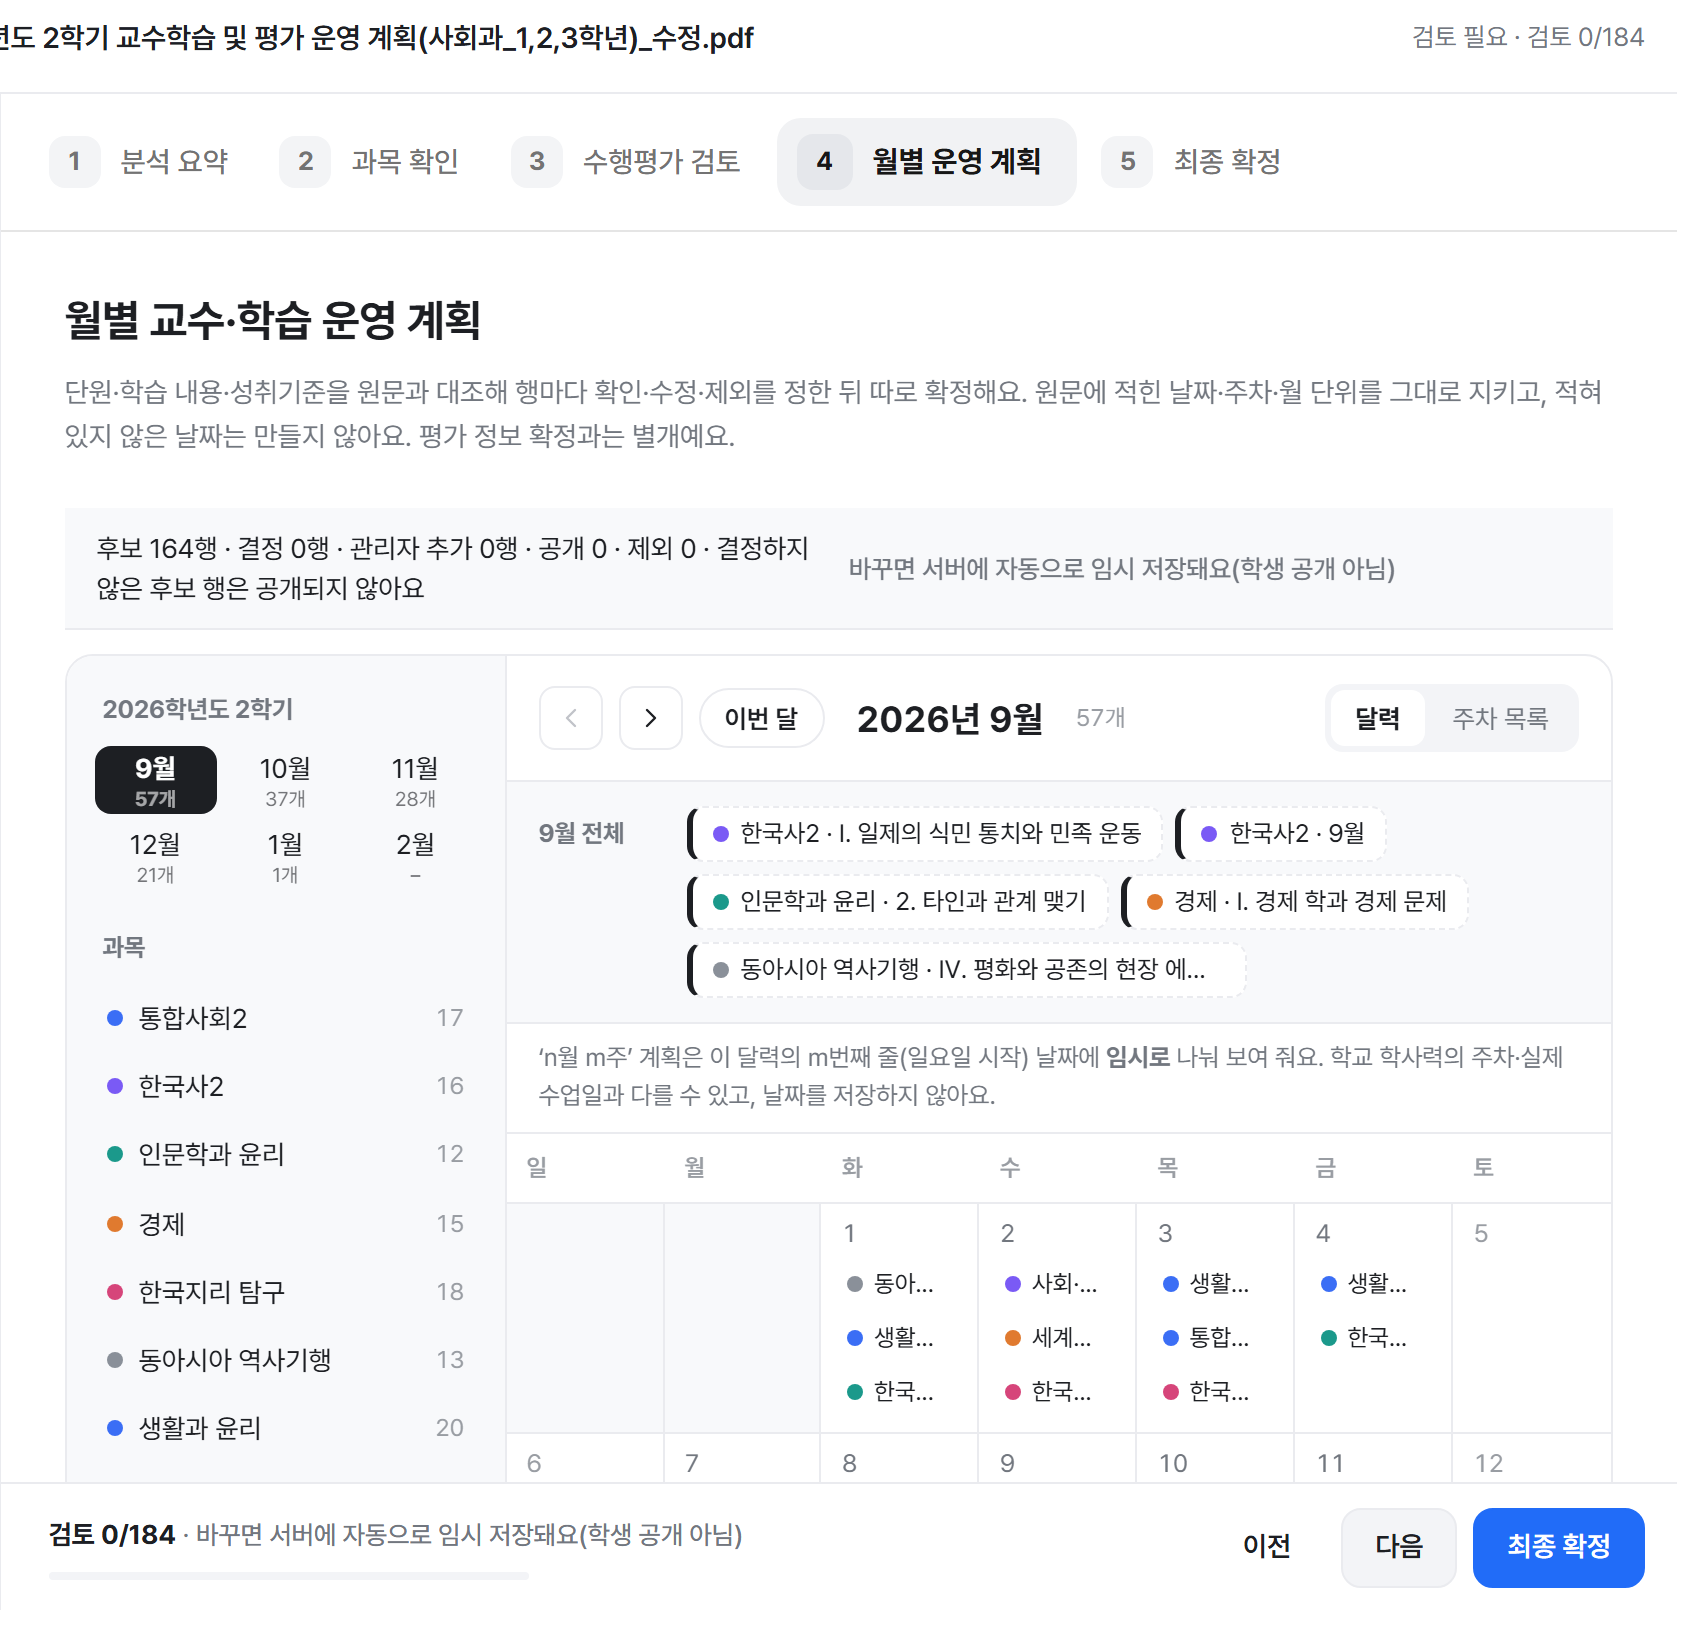 년도 2학기 교수학습 및 평가 운영 계획(사회과_1,2,3학년)_수정.pdf
검토 필요 · 검토 0/184
1 분석 요약
2 과목 확인
3 수행평가 검토
4 월별 운영 계획
5 최종 확정
월별 교수·학습 운영 계획
단원·학습 내용·성취기준을 원문과 대조해 행마다 확인·수정·제외를 정한 뒤 따로 확정해요. 원문에 적힌 날짜·주차·월 단위를 그대로 지키고, 적혀
있지 않은 날짜는 만들지 않아요. 평가 정보 확정과는 별개예요.
후보 164행 · 결정 0행 · 관리자 추가 0행 · 공개 0 · 제외 0 · 결정하지
않은 후보 행은 공개되지 않아요
바꾸면 서버에 자동으로 임시 저장돼요(학생 공개 아님)
2026학년도 2학기
9월 10월 11월
57개 37개 28개
12월 1월 2월
21개 1개 –
과목
통합사회2 17
한국사2 16
인문학과 윤리 12
경제 15
한국지리 탐구 18
동아시아 역사기행 13
생활과 윤리 20
이번 달
2026년 9월 57개
달력 주차 목록
9월 전체
한국사2 · I. 일제의 식민 통치와 민족 운동
한국사2 · 9월
인문학과 윤리 · 2. 타인과 관계 맺기
경제 · I. 경제 학과 경제 문제
동아시아 역사기행 · IV. 평화와 공존의 현장 에...
‘n월 m주’ 계획은 이 달력의 m번째 줄(일요일 시작) 날짜에 임시로 나눠 보여 줘요. 학교 학사력의 주차·실제
수업일과 다를 수 있고, 날짜를 저장하지 않아요.
일 월 화 수 목 금 토
1 2 3 4 5
동아... 사회·... 생활... 생활...
생활... 세계... 통합... 한국...
한국... 한국... 한국...
6 7 8 9 10 11 12
검토 0/184 · 바꾸면 서버에 자동으로 임시 저장돼요(학생 공개 아님)
이전
다음
최종 확정